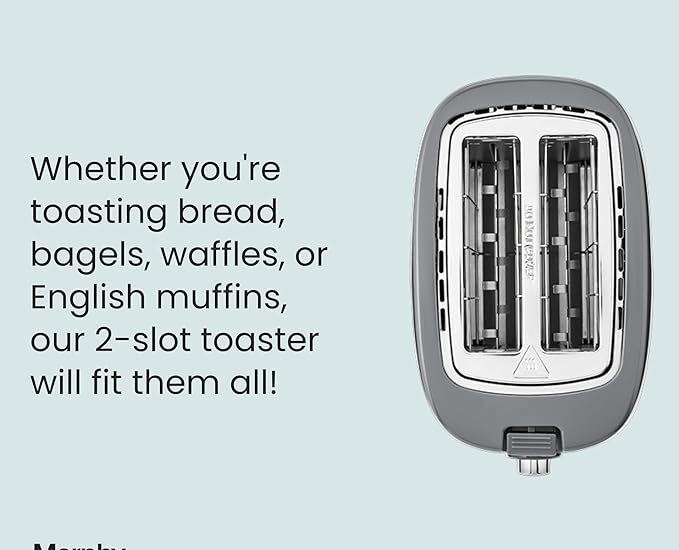 Whether you're
toasting bread,
bagels, waffles, or
English muffins,
our 2-slot toaster
will fit them all!